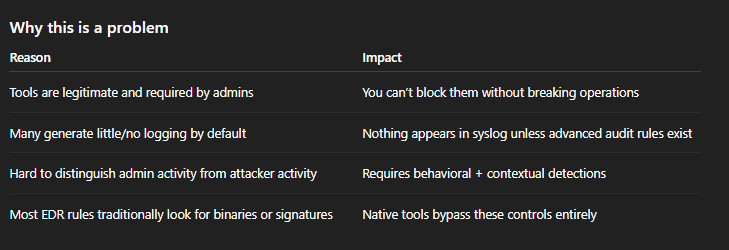 Why this is a problem
Reason Impact
Tools are legitimate and required by admins You can’t block them without breaking operations
Many generate little/no logging by default Nothing appears in syslog unless advanced audit rules exist
Hard to distinguish admin activity from attacker activity Requires behavioral + contextual detections
Most EDR rules traditionally look for binaries or signatures Native tools bypass these controls entirely